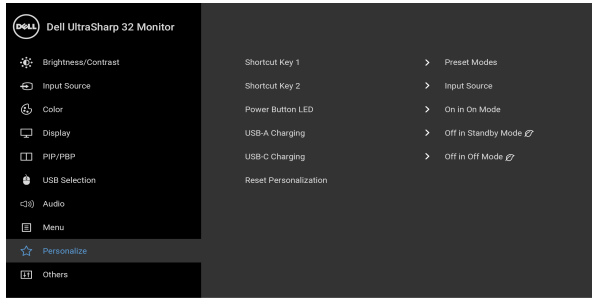 DELL Dell UltraSharp 32 Monitor
Brightness/Contrast
Input Source
Color
Display
PIP/PBP
USB Selection
Audio
Menu
Personalize
Others
Shortcut Key 1 > Preset Modes
Shortcut Key 2 > Input Source
Power Button LED > On in On Mode
USB-A Charging > Off in Standby Mode
USB-C Charging > Off in Off Mode
Reset Personalization